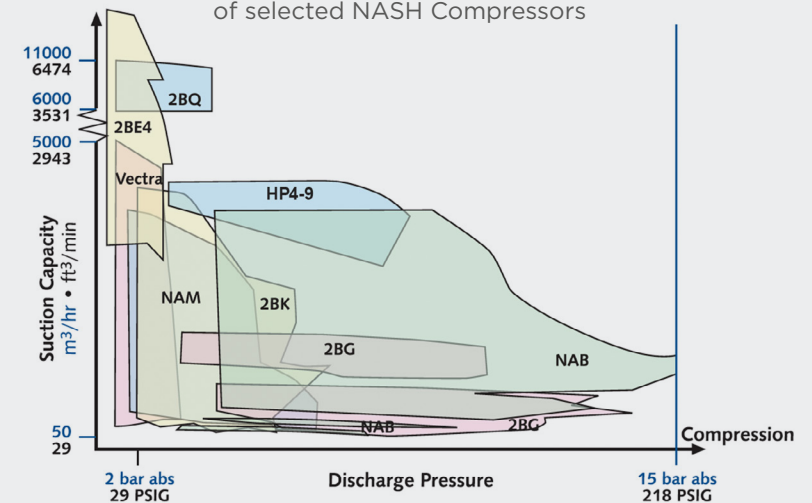 of selected NASH Compressors
11000
6474
2BQ
6000
3531
2BE4
5000
2943
Vectra
HP4-9
Suction Capacity
m³/hr • ft³/min
NAM
2BK
2BG
NAB
NAB
2BG
50
29
Compression
2 bar abs
29 PSIG
Discharge Pressure
15 bar abs
218 PSIG